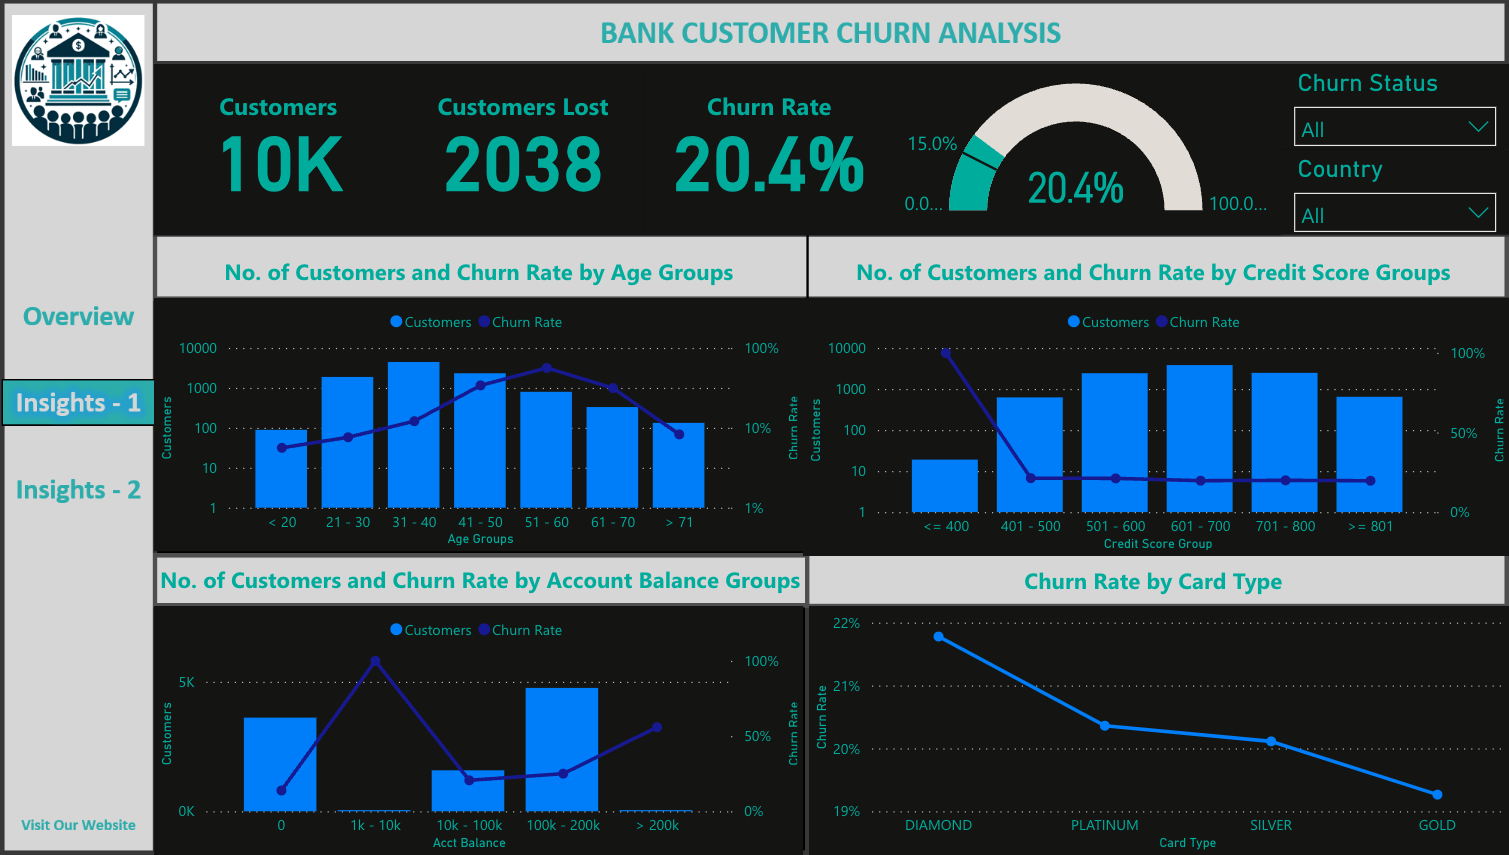 BANK CUSTOMER CHURN ANALYSIS
Customers
10K
Customers Lost
2038
Churn Rate
20.4%
15.0%
0.0...
20.4%
100.0...
Churn Status
All
Country
All
Overview
Insights - 1
Insights - 2
Visit Our Website
No. of Customers and Churn Rate by Age Groups
Customers Churn Rate
10000
1000
100
10
1
Customers
100%
10%
1%
Churn Rate
< 20 21 - 30 31 - 40 41 - 50 51 - 60 61 - 70 > 71
Age Groups
No. of Customers and Churn Rate by Credit Score Groups
Customers Churn Rate
10000
1000
100
10
1
Customers
100%
50%
0%
Churn Rate
<= 400 401 - 500 501 - 600 601 - 700 701 - 800 >= 801
Credit Score Group
No. of Customers and Churn Rate by Account Balance Groups
Customers Churn Rate
5K
0K
Customers
100%
50%
0%
Churn Rate
0 1k - 10k 10k - 100k 100k - 200k > 200k
Acct Balance
Churn Rate by Card Type
22%
21%
20%
19%
Churn Rate
DIAMOND PLATINUM SILVER GOLD
Card Type